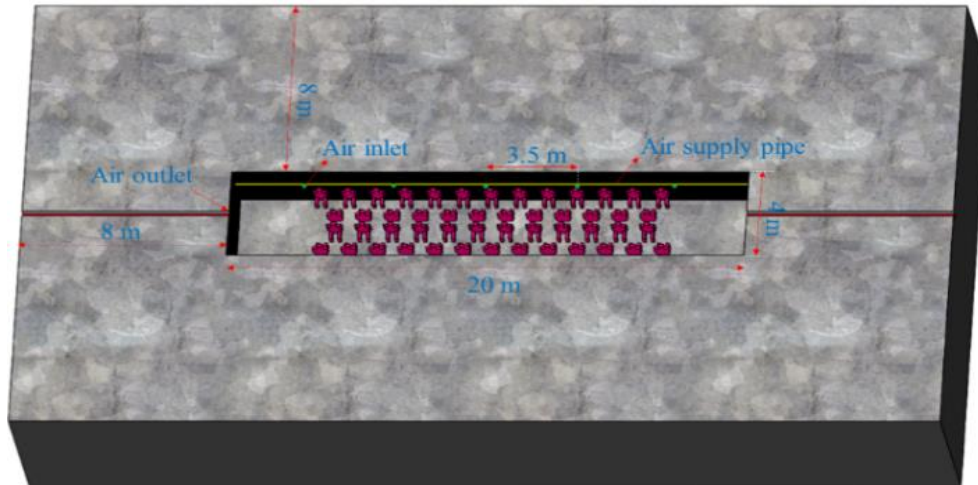 8 m
Air inlet
3.5 m
Air supply pipe
Air outlet
4 m
8 m
20 m